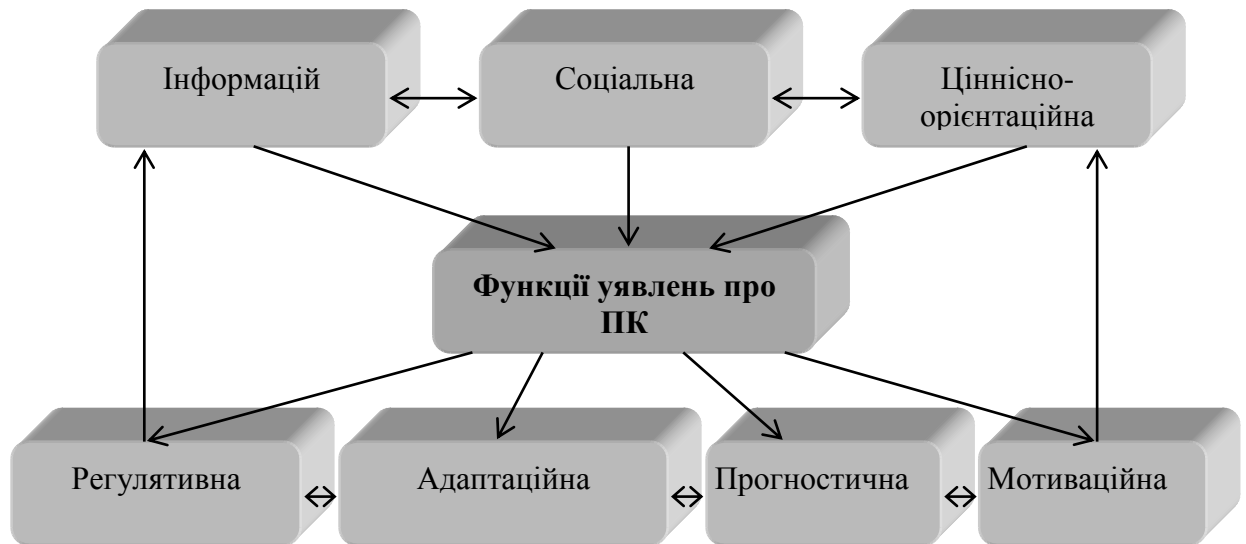 Інформацій
Соціальна
Ціннісно-
орієнтаційна
Функції уявлень про
ПК
Регулятивна
Адаптаційна
Прогностична
Мотиваційна